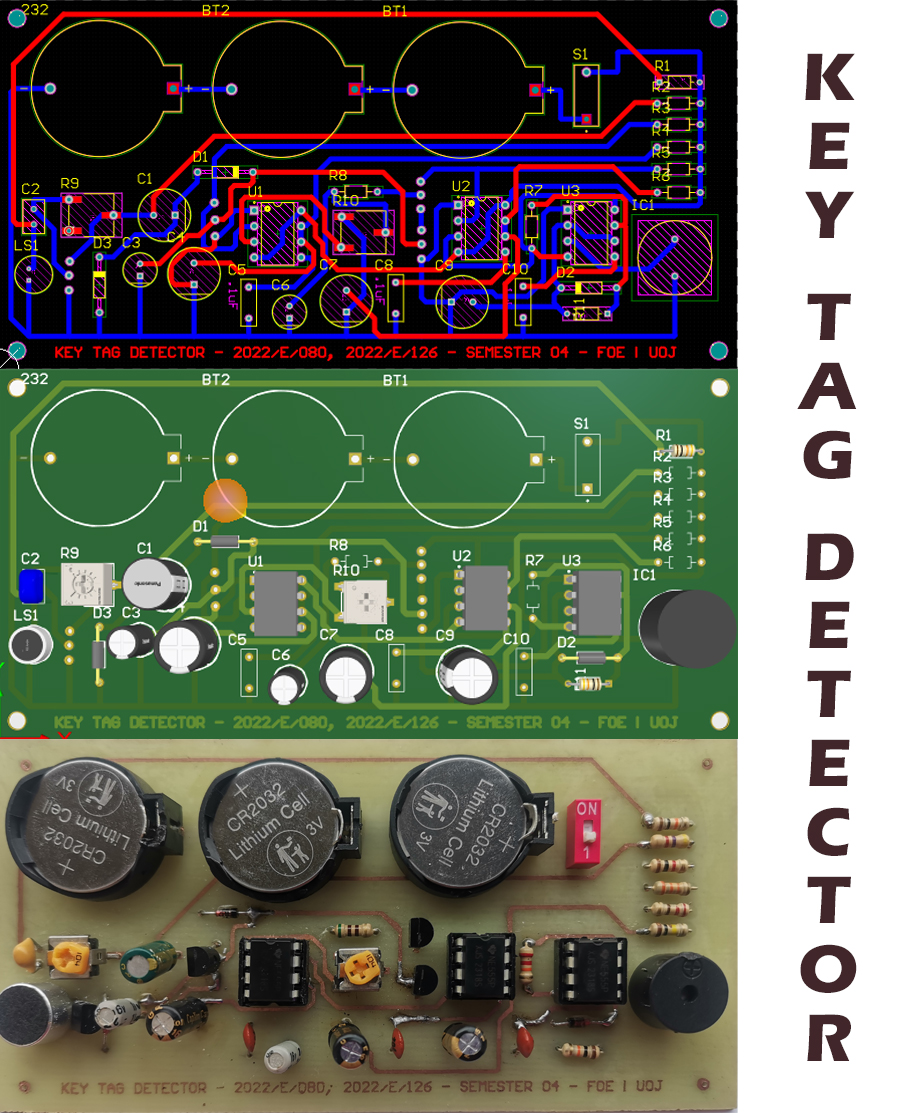 232 BT2 BT1
S1
R1
R2
R3
R4
R5
R6
D1
C2 R9 C1 U1 R8 U2 R7 U3
R10 IC1
LS1 D3 C3 C4 C5 C7 C8 C9 C10 D2
C6 R11
.1uF .1uF
KEY TAG DETECTOR - 2022/E/080, 2022/E/126 - SEMESTER 04 - FOE | UOJ
232 BT2 BT1
S1
R1
R2
R3
R4
R5
R6
D1
C2 R9 C1 U1 R8 U2 R7 U3
R10 IC1
Panasonic
LS1 D3 C3 C5 C7 C8 C9 C10 D2
C6
KEY TAG DETECTOR - 2022/E/080, 2022/E/126 - SEMESTER 04 - FOE | UOJ
CR2032
Lithium Cell
3V
CR2032
Lithium Cell
3V
CR2032
Lithium Cell
3V
ON
1
KEY TAG DETECTOR - 2022/E/080, 2022/E/126 - SEMESTER 04 - FOE | UOJ
KEY TAG DETECTOR